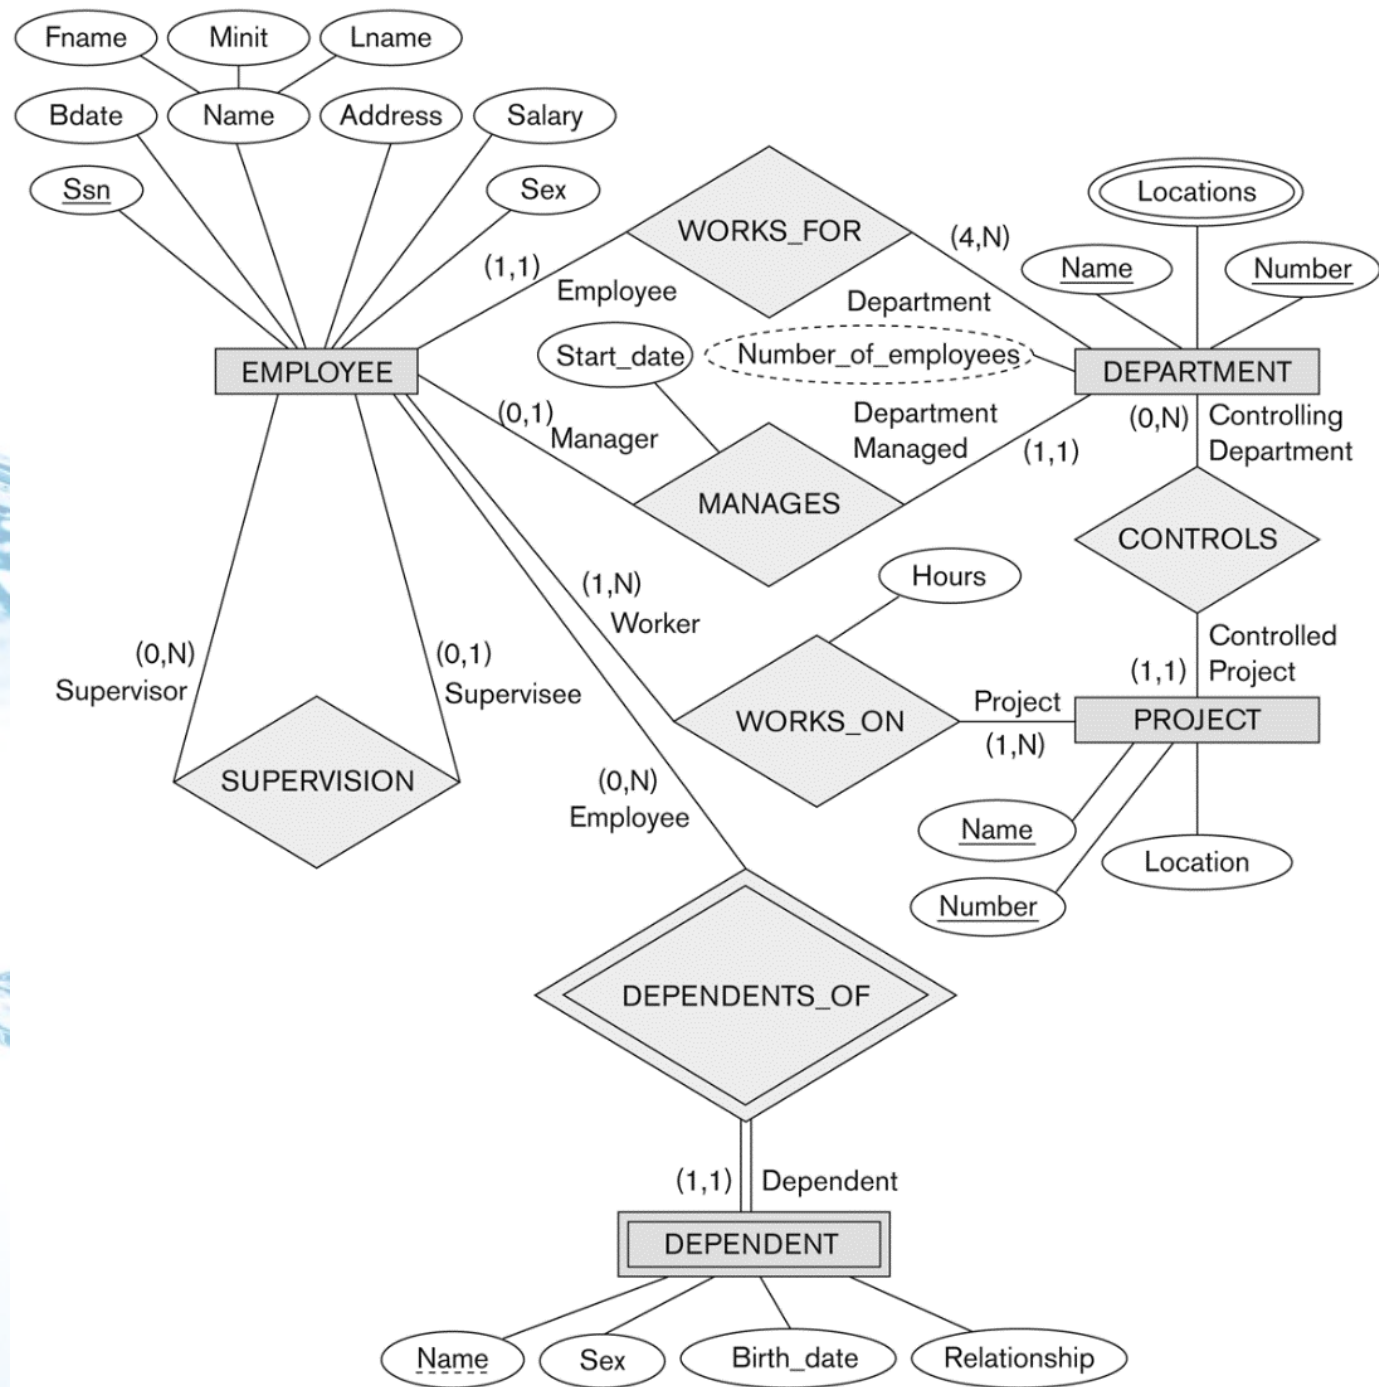 Fname
Minit
Lname
Bdate
Name
Address
Salary
Ssn
Sex
WORKS_FOR
Locations
Name
Number
(1,1)
Employee
(4,N)
Department
Start_date
Number_of_employees
EMPLOYEE
DEPARTMENT
(0,1)
Manager
Department
Managed
(1,1)
(0,N)
Controlling
Department
MANAGES
CONTROLS
Hours
(1,N)
Worker
(0,N)
Supervisor
(0,1)
Supervisee
Controlled
Project
(1,1)
WORKS_ON
Project
(1,N)
PROJECT
SUPERVISION
(0,N)
Employee
Name
Location
Number
DEPENDENTS_OF
(1,1)
Dependent
DEPENDENT
Name
Sex
Birth_date
Relationship